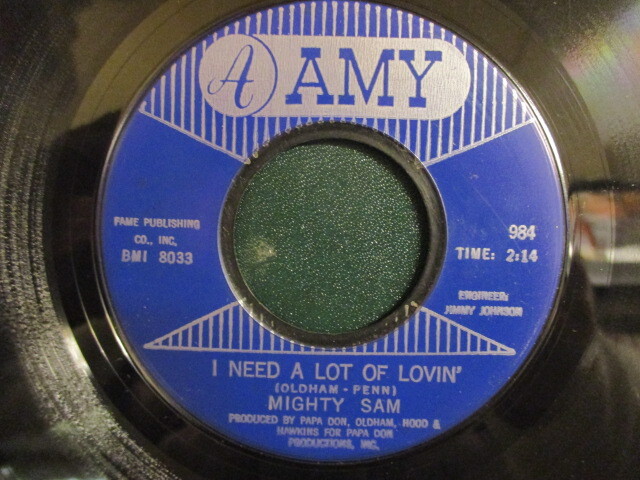 A AMY
FAME PUBLISHING
CO., INC.
BMI 8033
984
TIME: 2:14
ENGINEER:
JIMMY JOHNSON
I NEED A LOT OF LOVIN'
(OLDHAM - PENN)
MIGHTY SAM
PRODUCED BY PAPA DON, OLDHAM, HOOD &
HAWKINS FOR PAPA DON
PRODUCTIONS, INC.